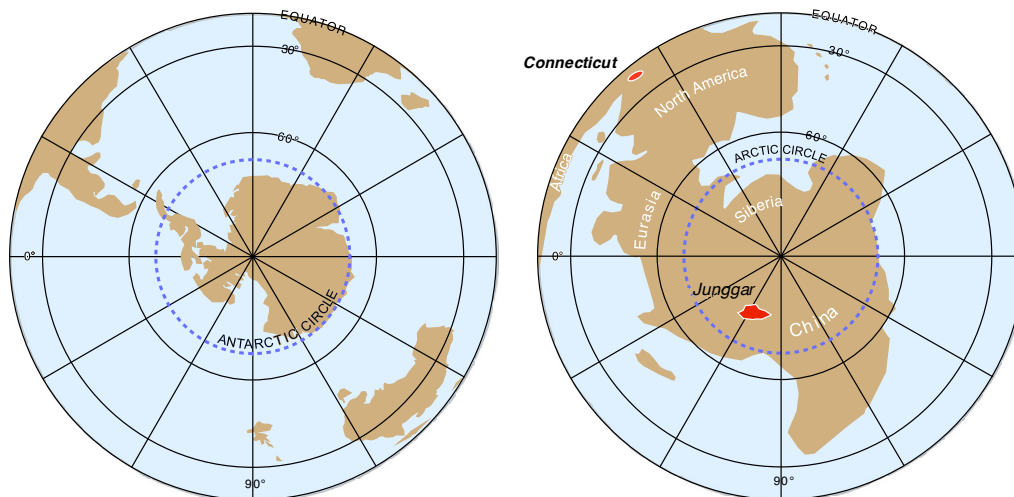 EQUATOR
30°
60°
0°
ANTARCTIC CIRCLE
90°
EQUATOR
30°
Connecticut
North America
60°
ARCTIC CIRCLE
Africa
Siberia
Eurasia
0°
Junggar
China
90°